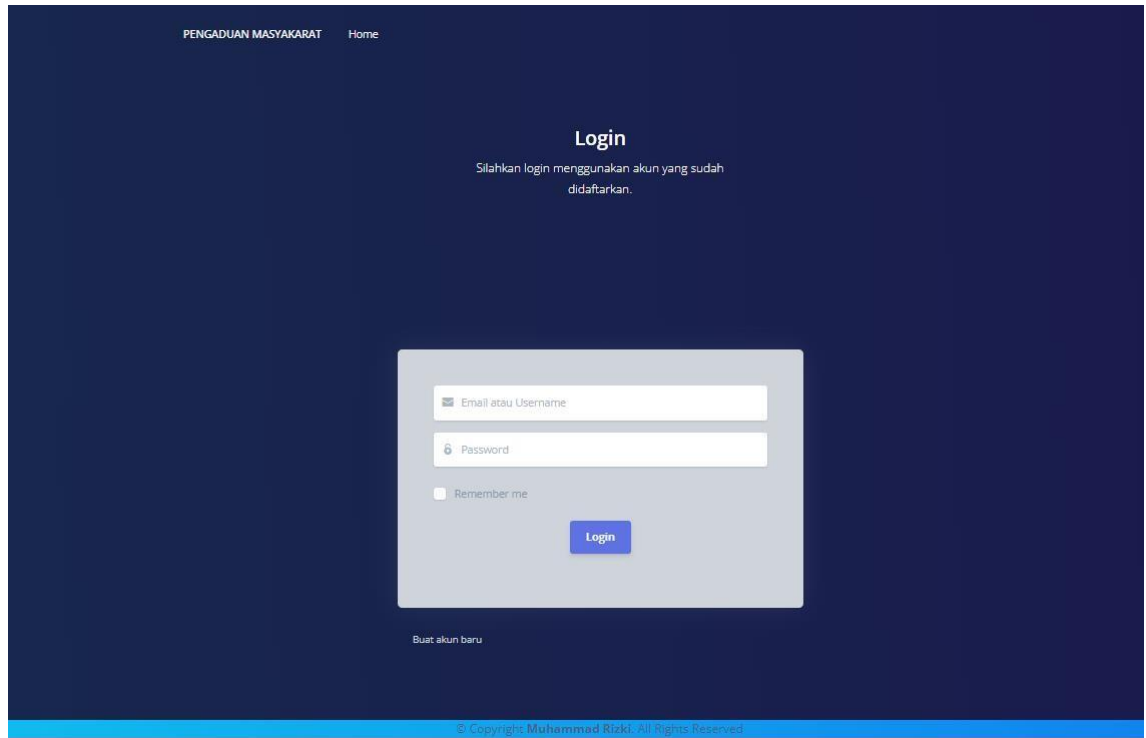 PENGADUAN MASYAKARAT Home
Login
Silahkan login menggunakan akun yang sudah
didaftarkan.
Email atau Username
Password
Remember me
Login
Buat akun baru
© Copyright Muhammad Rizki. All Rights Reserved